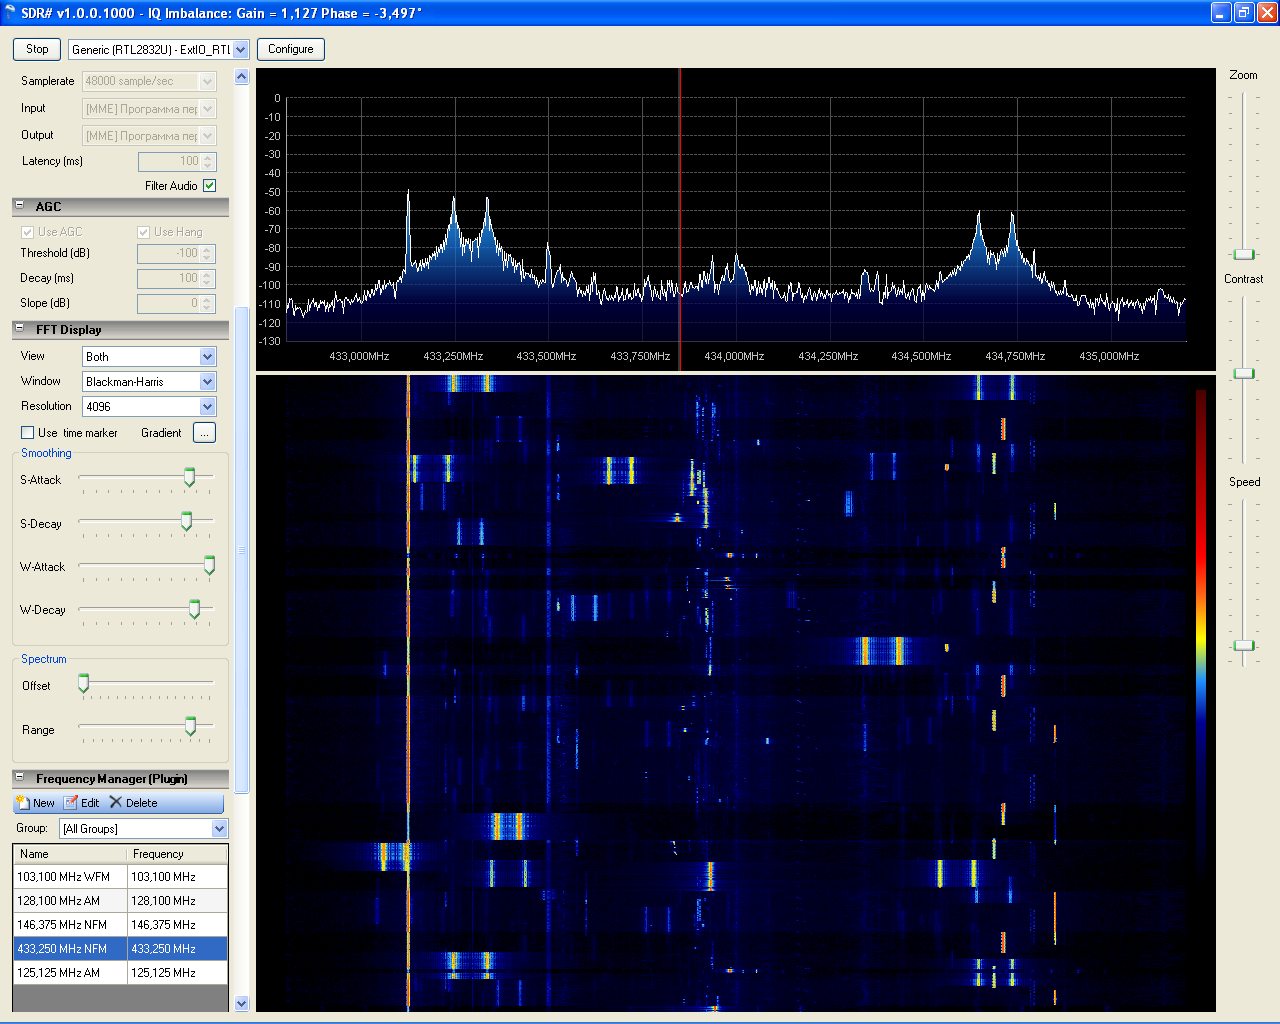 SDR# v1.0.0.1000 - IQ Imbalance: Gain = 1,127 Phase = -3,497°
Stop
Generic (RTL2832U) - ExtIO_RTL
Configure
Samplerate 48000 sample/sec
Input [MME] Программа пер
Output [MME] Программа пер
Latency (ms) 100
Filter Audio
AGC
Use AGC Use Hang
Threshold (dB) -100
Decay (ms) 100
Slope (dB) 0
FFT Display
View Both
Window Blackman-Harris
Resolution 4096
Use time marker Gradient ...
Smoothing
S-Attack
S-Decay
W-Attack
W-Decay
Spectrum
Offset
Range
Frequency Manager (Plugin)
New Edit Delete
Group: [All Groups]
Name Frequency
103,100 MHz WFM 103,100 MHz
128,100 MHz AM 128,100 MHz
146,375 MHz NFM 146,375 MHz
433,250 MHz NFM 433,250 MHz
125,125 MHz AM 125,125 MHz
0
-10
-20
-30
-40
-50
-60
-70
-80
-90
-100
-110
-120
-130
433,000MHz 433,250MHz 433,500MHz 433,750MHz 434,000MHz 434,250MHz 434,500MHz 434,750MHz 435,000MHz
Zoom
Contrast
Speed